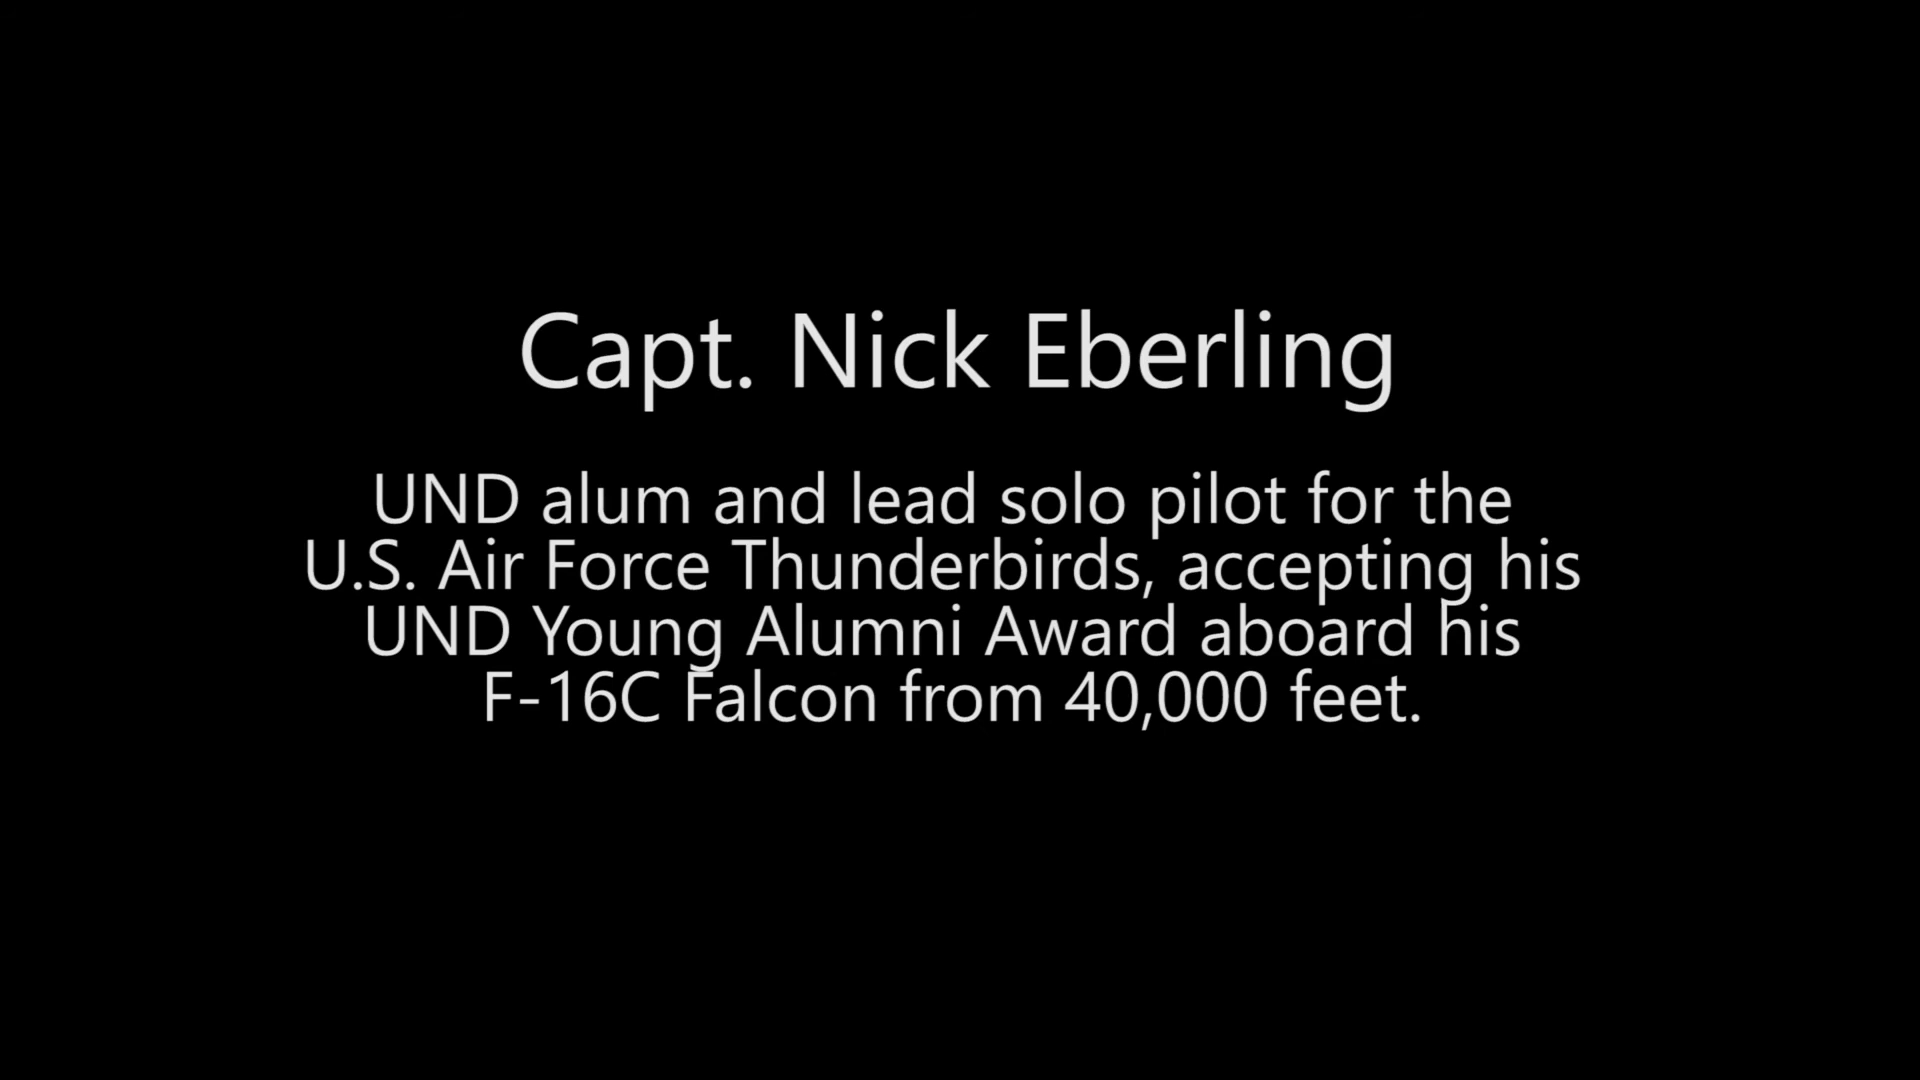 Capt. Nick Eberling
UND alum and lead solo pilot for the
U.S. Air Force Thunderbirds, accepting his
UND Young Alumni Award aboard his
F-16C Falcon from 40,000 feet.